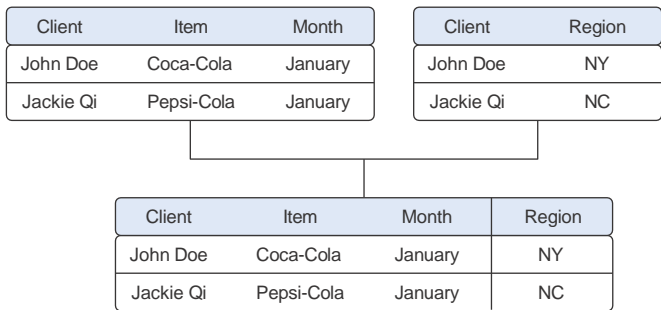 Client Item Month
John Doe Coca-Cola January
Jackie Qi Pepsi-Cola January
Client Region
John Doe NY
Jackie Qi NC
Client Item Month Region
John Doe Coca-Cola January NY
Jackie Qi Pepsi-Cola January NC